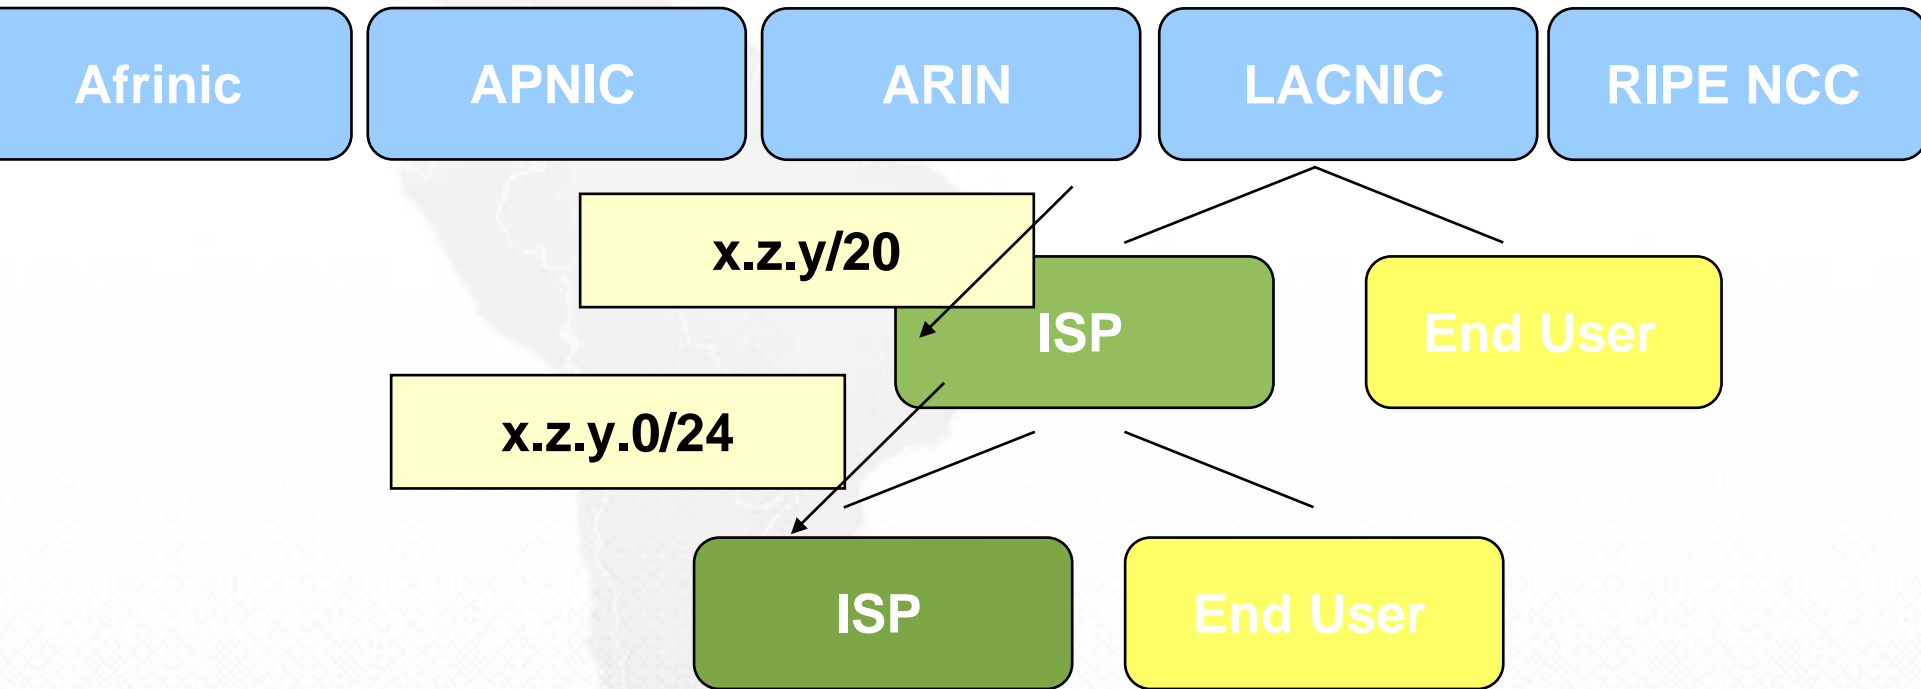 Afrinic
APNIC
ARIN
LACNIC
RIPE NCC
x.z.y/20
ISP
End User
x.z.y.0/24
ISP
End User